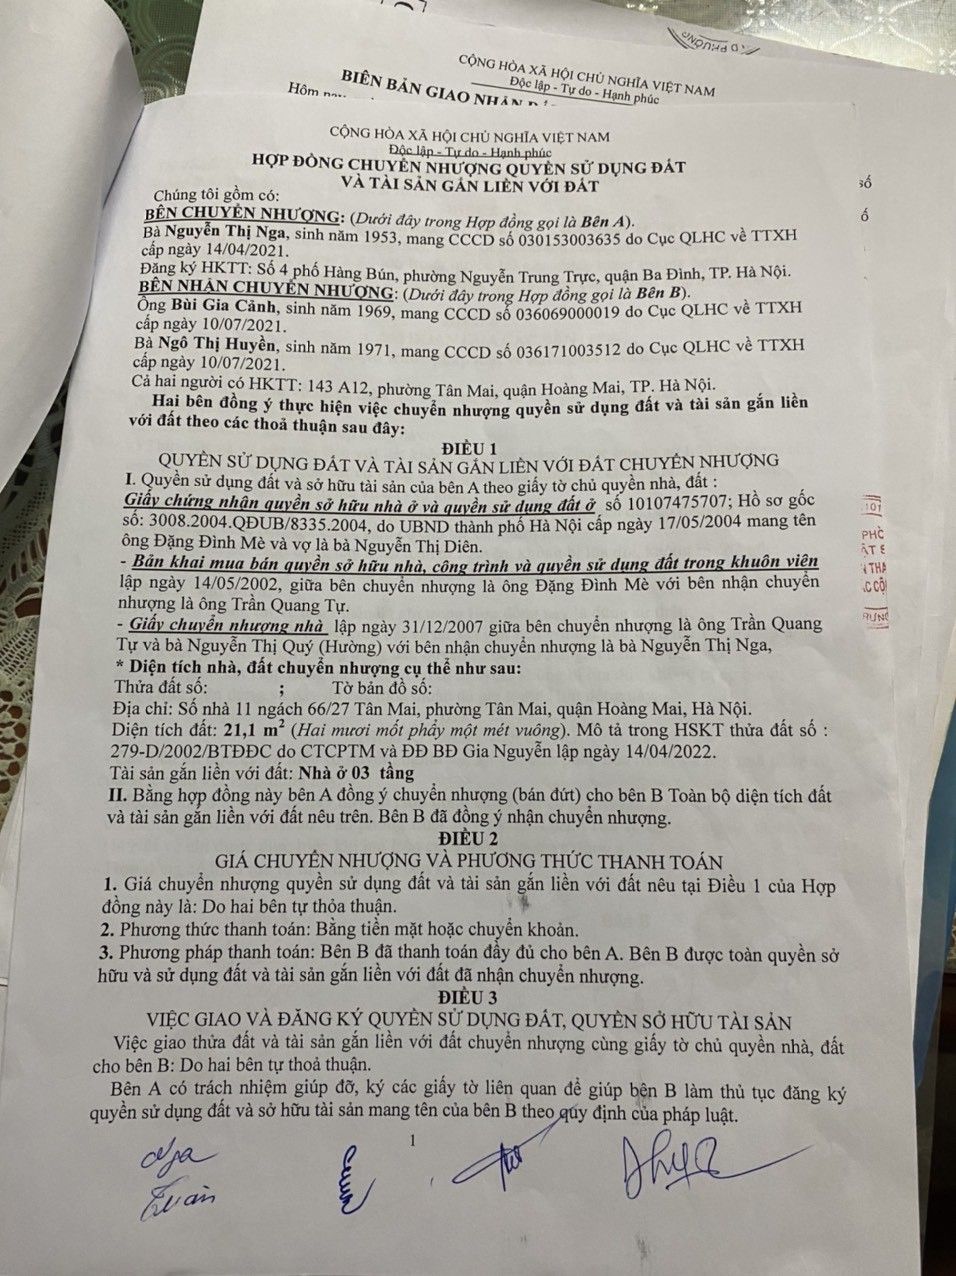 CỘNG HÒA XÃ HỘI CHỦ NGHĨA VIỆT NAM
Độc lập - Tự do - Hạnh phúc
BIÊN BẢN GIAO NHẬN
Hôm
CỘNG HÒA XÃ HỘI CHỦ NGHĨA VIỆT NAM
Độc lập - Tự do - Hạnh phúc
HỢP ĐỒNG CHUYỂN NHƯỢNG QUYỀN SỬ DỤNG ĐẤT
VÀ TÀI SẢN GẮN LIỀN VỚI ĐẤT
Chúng tôi gồm có:
BÊN CHUYỂN NHƯỢNG: (Dưới đây trong Hợp đồng gọi là Bên A).
Bà Nguyễn Thị Nga, sinh năm 1953, mang CCCD số 030153003635 do Cục QLHC về TTXH
cấp ngày 14/04/2021.
Đăng ký HKTT: Số 4 phố Hàng Bún, phường Nguyễn Trung Trực, quận Ba Đình, TP. Hà Nội.
BÊN NHẬN CHUYỂN NHƯỢNG: (Dưới đây trong Hợp đồng gọi là Bên B).
Ông Bùi Gia Cảnh, sinh năm 1969, mang CCCD số 036069000019 do Cục QLHC về TTXH
cấp ngày 10/07/2021.
Bà Ngô Thị Huyền, sinh năm 1971, mang CCCD số 036171003512 do Cục QLHC về TTXH
cấp ngày 10/07/2021.
Cả hai người có HKTT: 143 A12, phường Tân Mai, quận Hoàng Mai, TP. Hà Nội.
Hai bên đồng ý thực hiện việc chuyển nhượng quyền sử dụng đất và tài sản gắn liền
với đất theo các thoả thuận sau đây:
ĐIỀU 1
QUYỀN SỬ DỤNG ĐẤT VÀ TÀI SẢN GẮN LIỀN VỚI ĐẤT CHUYỂN NHƯỢNG
I. Quyền sử dụng đất và sở hữu tài sản của bên A theo giấy tờ chủ quyền nhà, đất :
Giấy chứng nhận quyền sở hữu nhà ở và quyền sử dụng đất ở số 10107475707; Hồ sơ gốc
số: 3008.2004.QĐUB/8335.2004, do UBND thành phố Hà Nội cấp ngày 17/05/2004 mang tên
ông Đặng Đình Mè và vợ là bà Nguyễn Thị Diên.
- Bản khai mua bán quyền sở hữu nhà, công trình và quyền sử dụng đất trong khuôn viên
lập ngày 14/05/2002, giữa bên chuyển nhượng là ông Đặng Đình Mè với bên nhận chuyển
nhượng là ông Trần Quang Tự.
- Giấy chuyển nhượng nhà lập ngày 31/12/2007 giữa bên chuyển nhượng là ông Trần Quang
Tự và bà Nguyễn Thị Quý (Hường) với bên nhận chuyển nhượng là bà Nguyễn Thị Nga,
* Diện tích nhà, đất chuyển nhượng cụ thể như sau:
Thửa đất số: ; Tờ bản đồ số:
Địa chỉ: Số nhà 11 ngách 66/27 Tân Mai, phường Tân Mai, quận Hoàng Mai, Hà Nội.
Diện tích đất: 21,1 m² (Hai mươi mốt phẩy một mét vuông). Mô tả trong HSKT thửa đất số :
279-D/2002/BTĐĐC do CTCPTM và ĐĐ BĐ Gia Nguyễn lập ngày 14/04/2022.
Tài sản gắn liền với đất: Nhà ở 03 tầng
II. Bằng hợp đồng này bên A đồng ý chuyển nhượng (bán đứt) cho bên B Toàn bộ diện tích đất
và tài sản gắn liền với đất nêu trên. Bên B đã đồng ý nhận chuyển nhượng.
ĐIỀU 2
GIÁ CHUYỂN NHƯỢNG VÀ PHƯƠNG THỨC THANH TOÁN
1. Giá chuyển nhượng quyền sử dụng đất và tài sản gắn liền với đất nêu tại Điều 1 của Hợp
đồng này là: Do hai bên tự thỏa thuận.
2. Phương thức thanh toán: Bằng tiền mặt hoặc chuyển khoản.
3. Phương pháp thanh toán: Bên B đã thanh toán đầy đủ cho bên A. Bên B được toàn quyền sở
hữu và sử dụng đất và tài sản gắn liền với đất đã nhận chuyển nhượng.
ĐIỀU 3
VIỆC GIAO VÀ ĐĂNG KÝ QUYỀN SỬ DỤNG ĐẤT, QUYỀN SỞ HỮU TÀI SẢN
Việc giao thửa đất và tài sản gắn liền với đất chuyển nhượng cùng giấy tờ chủ quyền nhà, đất
cho bên B: Do hai bên tự thoả thuận.
Bên A có trách nhiệm giúp đỡ, ký các giấy tờ liên quan để giúp bên B làm thủ tục đăng ký
quyền sử dụng đất và sở hữu tài sản mang tên của bên B theo quy định của pháp luật.
1
Nga
Xuân